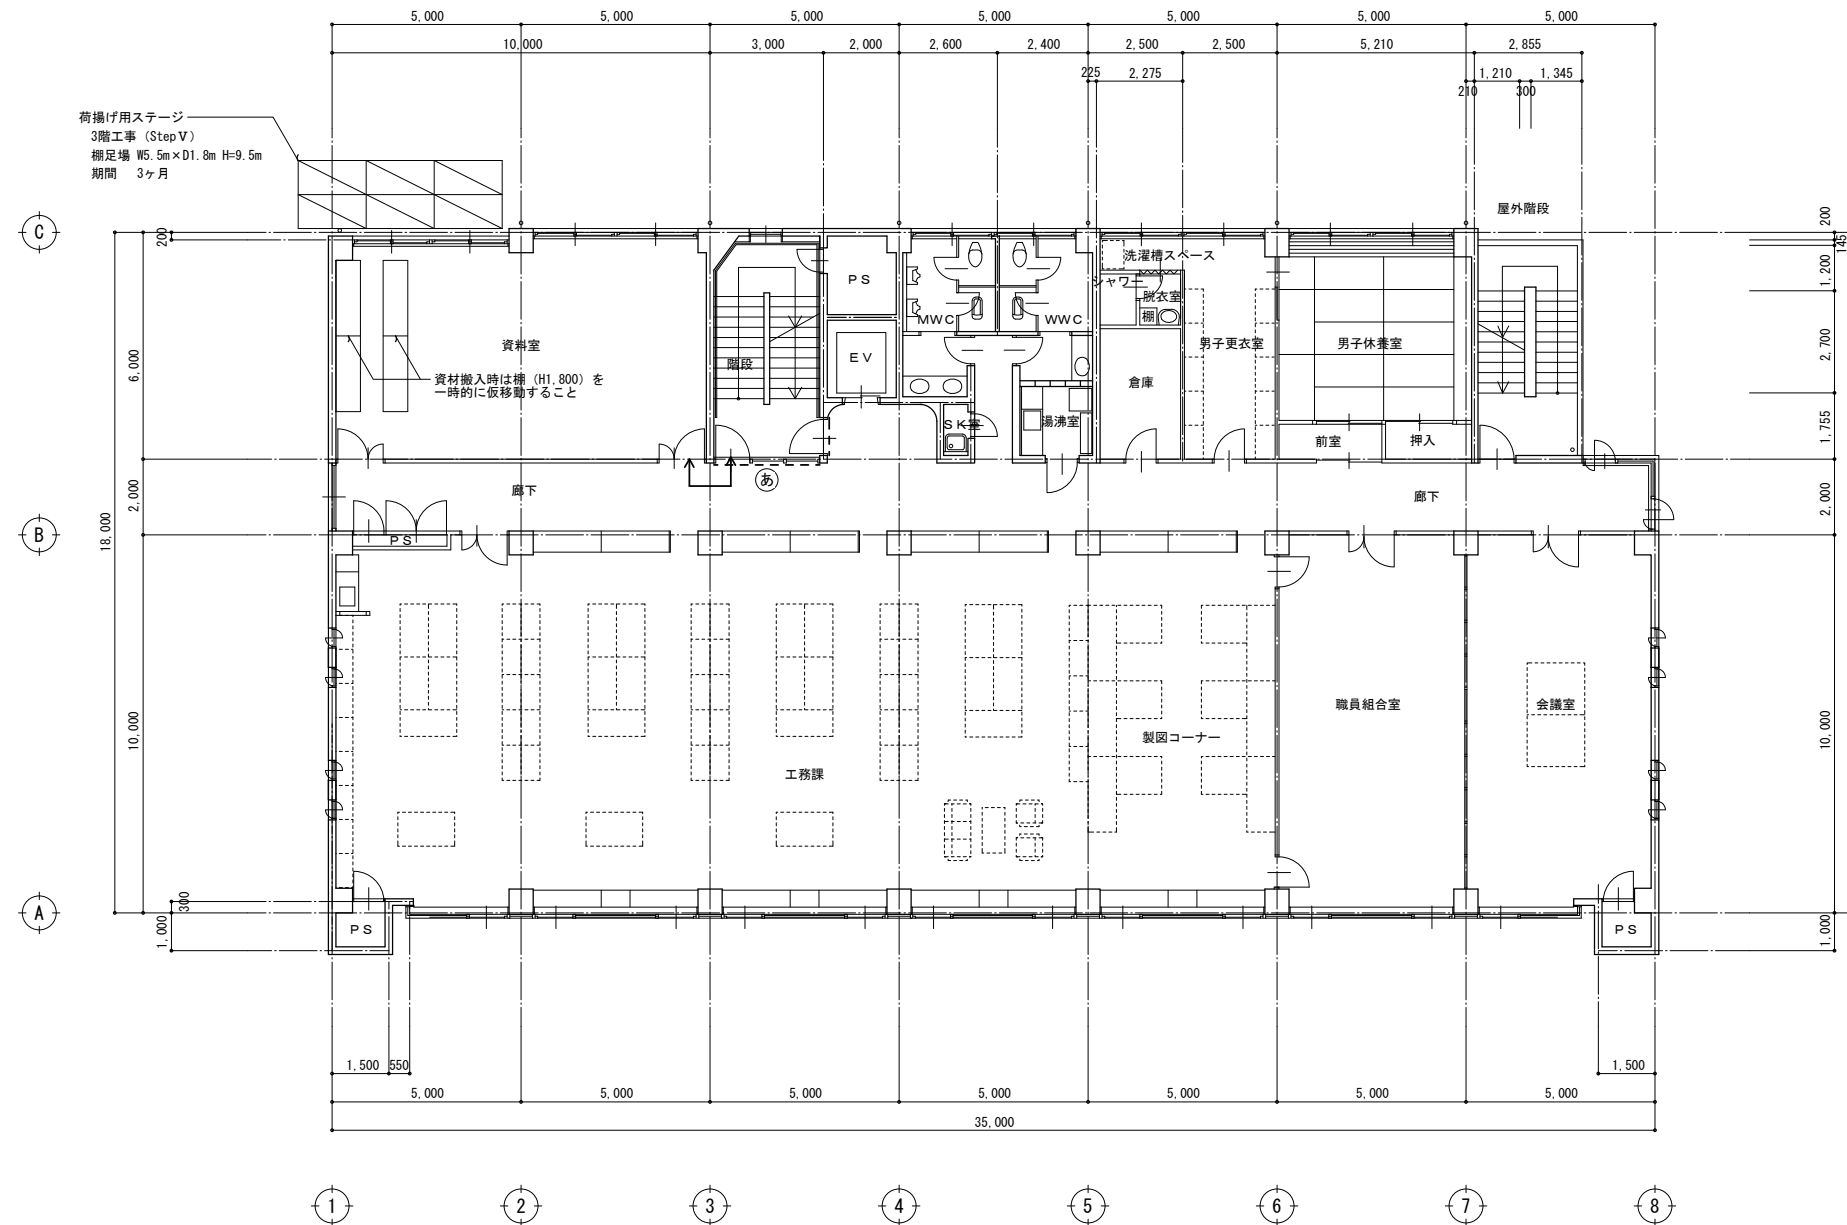 5,000 5,000 5,000 5,000 5,000 5,000 5,000
10,000 3,000 2,000 2,600 2,400 2,500 2,500 5,210 2,855
225 2,275 1,210 1,345
210 300
荷揚げ用ステージ
3階工事（StepⅤ）
棚足場 W5.5m×D1.8m H=9.5m
期間 3ヶ月
屋外階段
C
200
200
145
1,200
2,700
1,755
2,000
10,000
1,000
6,000
2,000
18,000
10,000
300
1,000
洗濯槽スペース
PS
シャワー
脱衣室
棚
MWC
WWC
資料室
EV
階段
男子更衣室
男子休養室
資材搬入時は棚（H1,800）を
一時的に仮移動すること
倉庫
SK室
湯沸室
前室
押入
あ
廊下
廊下
B
PS
職員組合室
会議室
製図コーナー
工務課
A
PS
PS
1,500 550 1,500
5,000 5,000 5,000 5,000 5,000 5,000 5,000
35,000
1 2 3 4 5 6 7 8